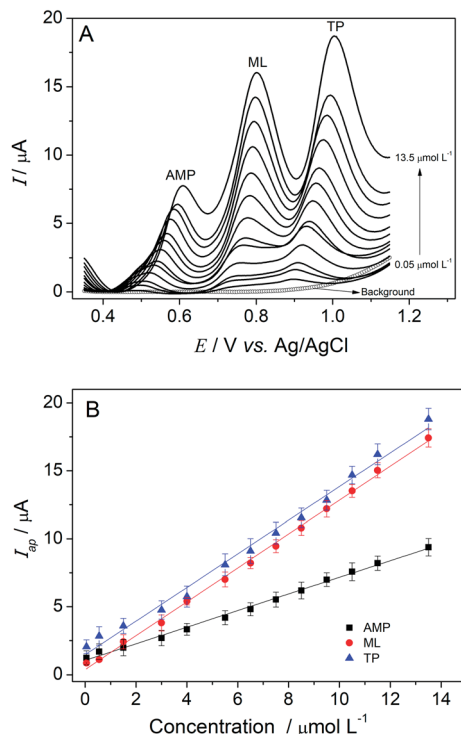 A
20
15
10
5
0
I / μA
AMP
ML
TP
13.5 μmol L⁻¹
0.05 μmol L⁻¹
Background
0.4 0.6 0.8 1.0 1.2
E / V vs. Ag/AgCl
B
20
15
10
5
0
Iap / μA
AMP
ML
TP
0 2 4 6 8 10 12 14
Concentration / μmol L⁻¹